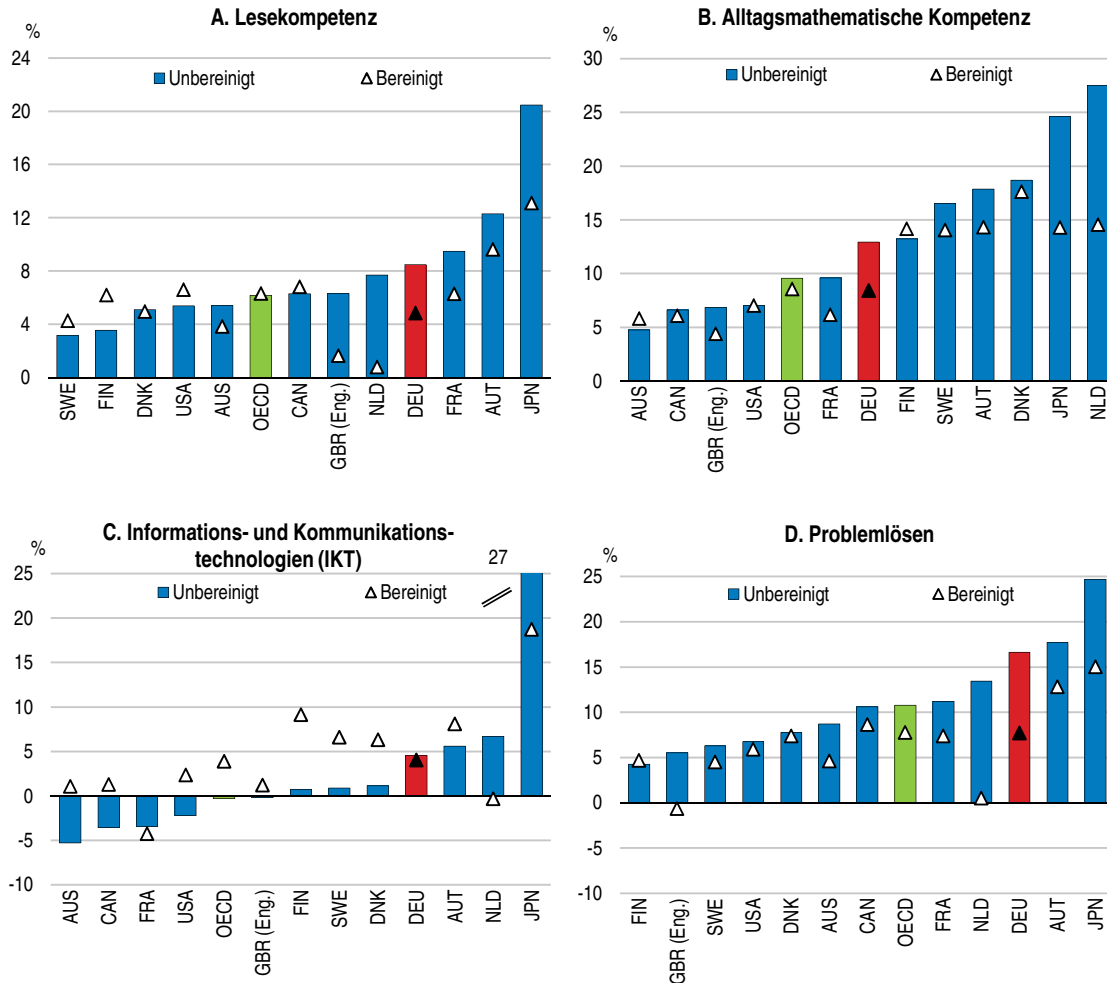 A. Lesekompetenz
%
Unbereinigt
Bereinigt
24
20
16
12
8
4
0
SWE
FIN
DNK
USA
AUS
OECD
CAN
GBR (Eng.)
NLD
DEU
FRA
AUT
JPN
B. Alltagsmathematische Kompetenz
%
Unbereinigt
Bereinigt
30
25
20
15
10
5
0
AUS
CAN
GBR (Eng.)
USA
OECD
FRA
DEU
FIN
SWE
AUT
DNK
JPN
NLD
C. Informations- und Kommunikations-
technologien (IKT)
%
27
Unbereinigt
Bereinigt
25
20
15
10
5
0
-5
-10
AUS
CAN
FRA
USA
OECD
GBR (Eng.)
FIN
SWE
DNK
DEU
AUT
NLD
JPN
D. Problemlösen
%
Unbereinigt
Bereinigt
25
20
15
10
5
0
-5
-10
FIN
GBR (Eng.)
SWE
USA
DNK
AUS
CAN
OECD
FRA
NLD
DEU
AUT
JPN